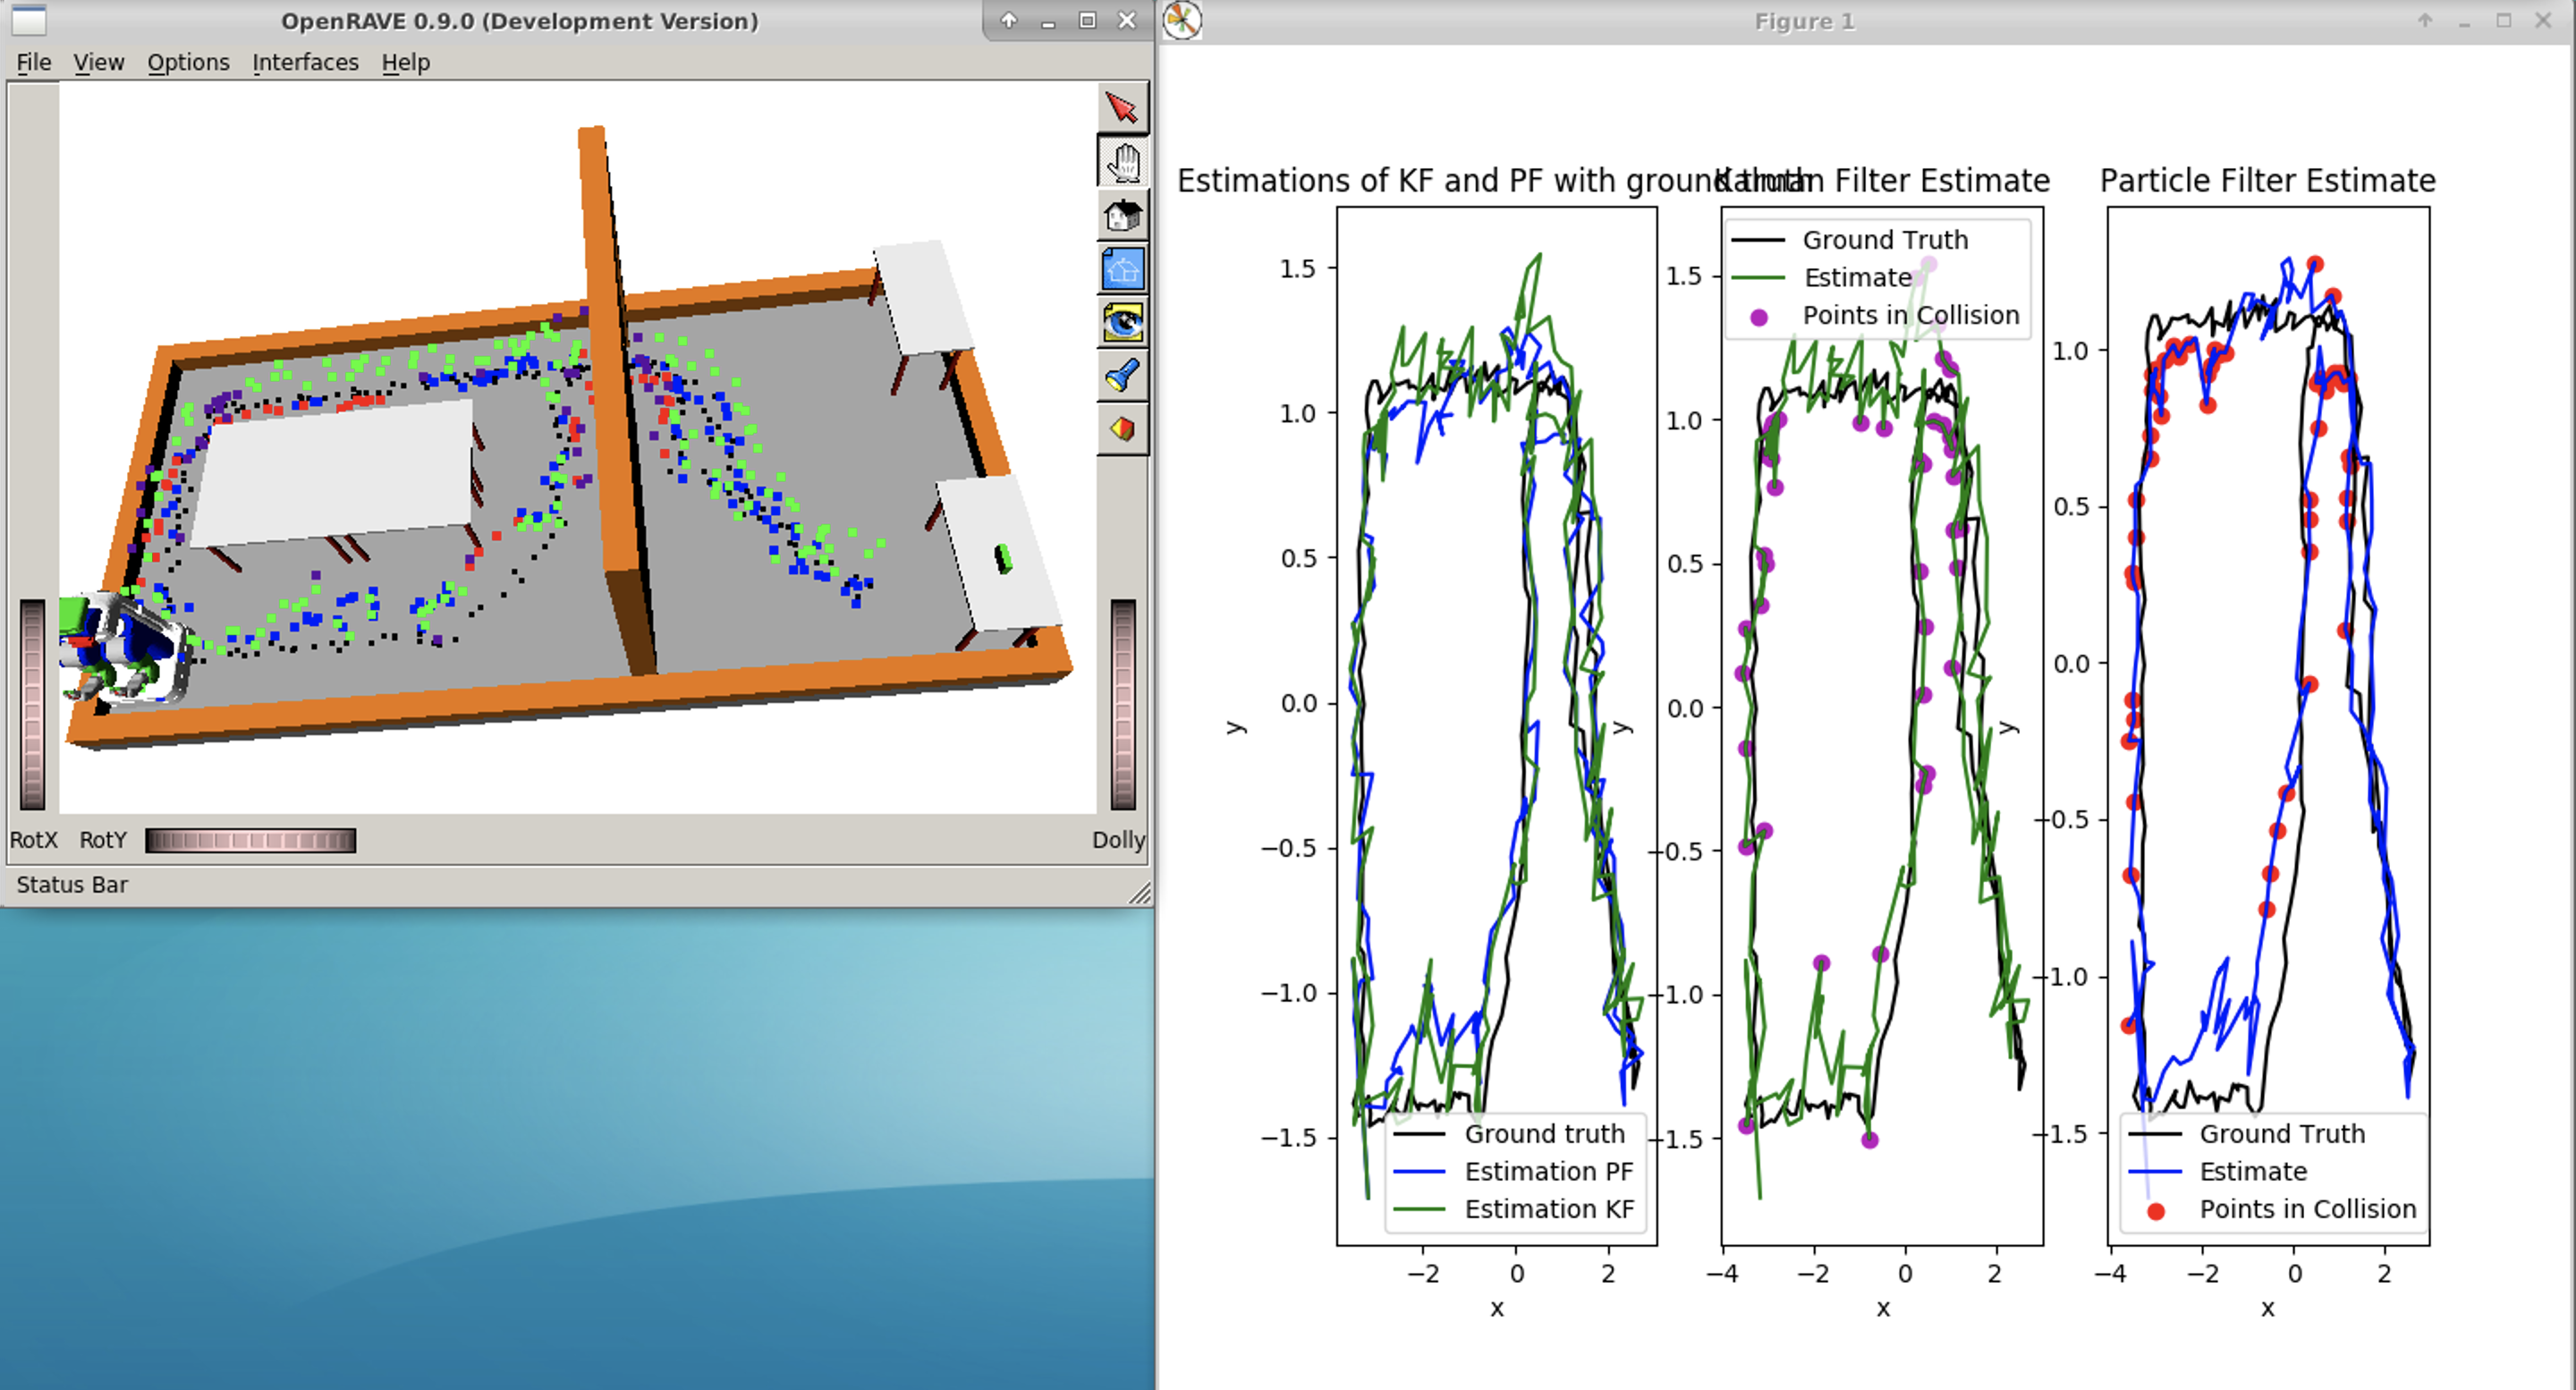 OpenRAVE 0.9.0 (Development Version)
File View Options Interfaces Help
RotX RotY Dolly
Status Bar
Figure 1
Estimations of KF and PF with ground truth
Kalman Filter Estimate
Particle Filter Estimate
1.5
1.0
0.5
0.0
−0.5
−1.0
−1.5
y
−2 0 2
x
Ground truth
Estimation PF
Estimation KF
Ground Truth
Estimate
Points in Collision
1.5
1.0
0.5
0.0
−0.5
−1.0
−1.5
y
−4 −2 0 2
x
1.0
0.5
0.0
−0.5
−1.0
−1.5
y
−4 −2 0 2
x
Ground Truth
Estimate
Points in Collision